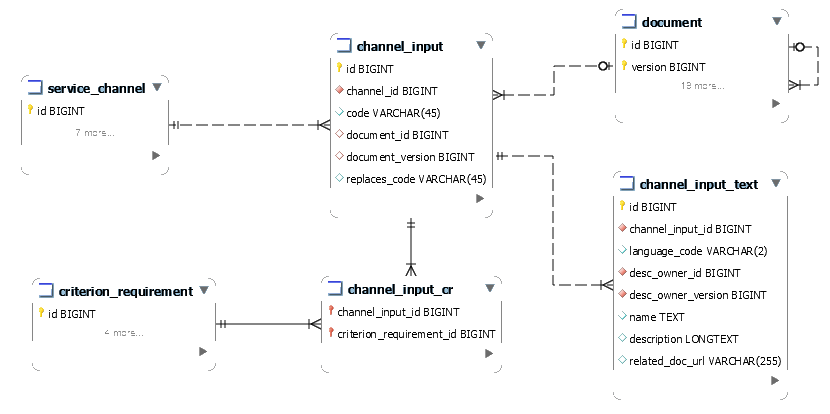 service_channel
id BIGINT
7 more...
channel_input
id BIGINT
channel_id BIGINT
code VARCHAR(45)
document_id BIGINT
document_version BIGINT
replaces_code VARCHAR(45)
document
id BIGINT
version BIGINT
19 more...
channel_input_text
id BIGINT
channel_input_id BIGINT
language_code VARCHAR(2)
desc_owner_id BIGINT
desc_owner_version BIGINT
name TEXT
description LONGTEXT
related_doc_url VARCHAR(255)
criterion_requirement
id BIGINT
4 more...
channel_input_cr
channel_input_id BIGINT
criterion_requirement_id BIGINT